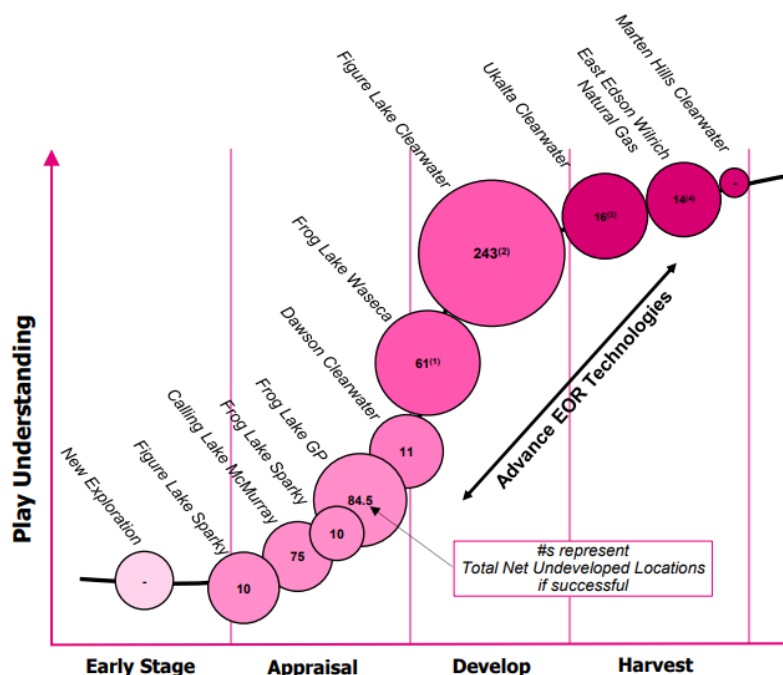 Marten Hills Clearwater
East Edson Wilrich
Natural Gas
Ukalta Clearwater
Figure Lake Clearwater
Frog Lake Waseca
Dawson Clearwater
Frog Lake GP
Frog Lake Sparky
Calling Lake McMurray
Figure Lake Sparky
New Exploration
Play Understanding
-
14(4)
16(3)
243(2)
61(1)
11
84.5
10
75
10
-
Advance EOR Technologies
#s represent
Total Net Undeveloped Locations
if successful
Early Stage
Appraisal
Develop
Harvest